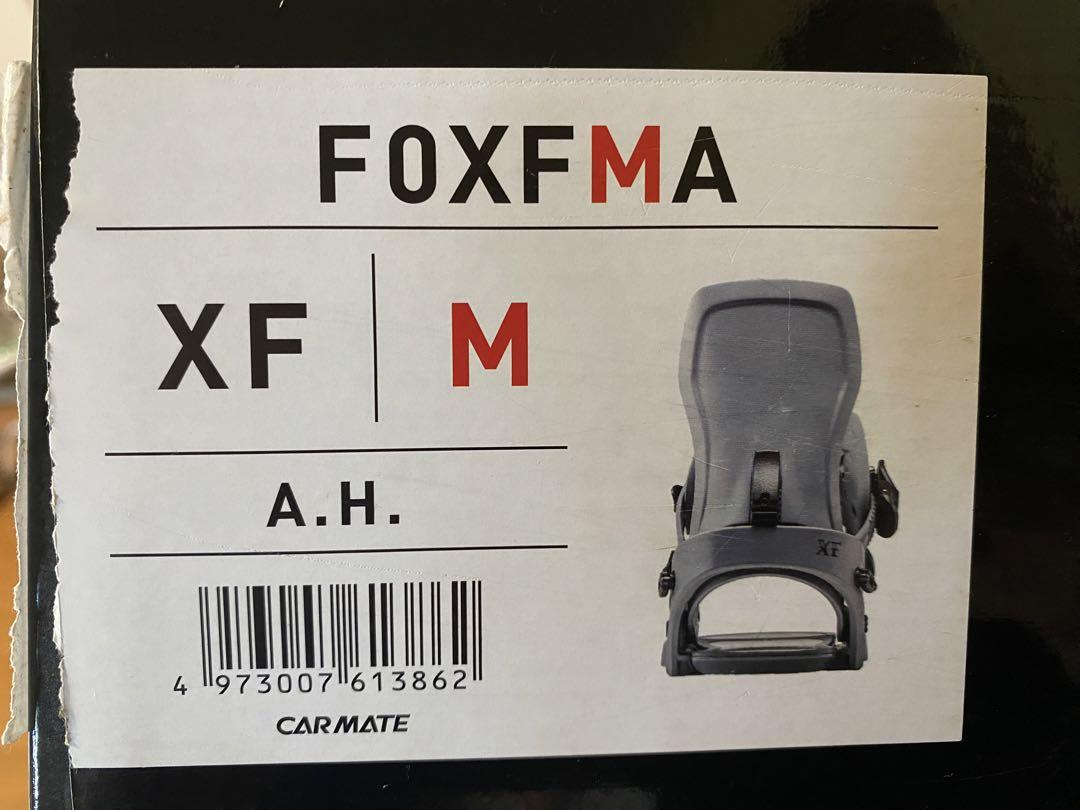 FOXFMA
XF
M
A.H.
XF
4 973007 613862
CARMATE